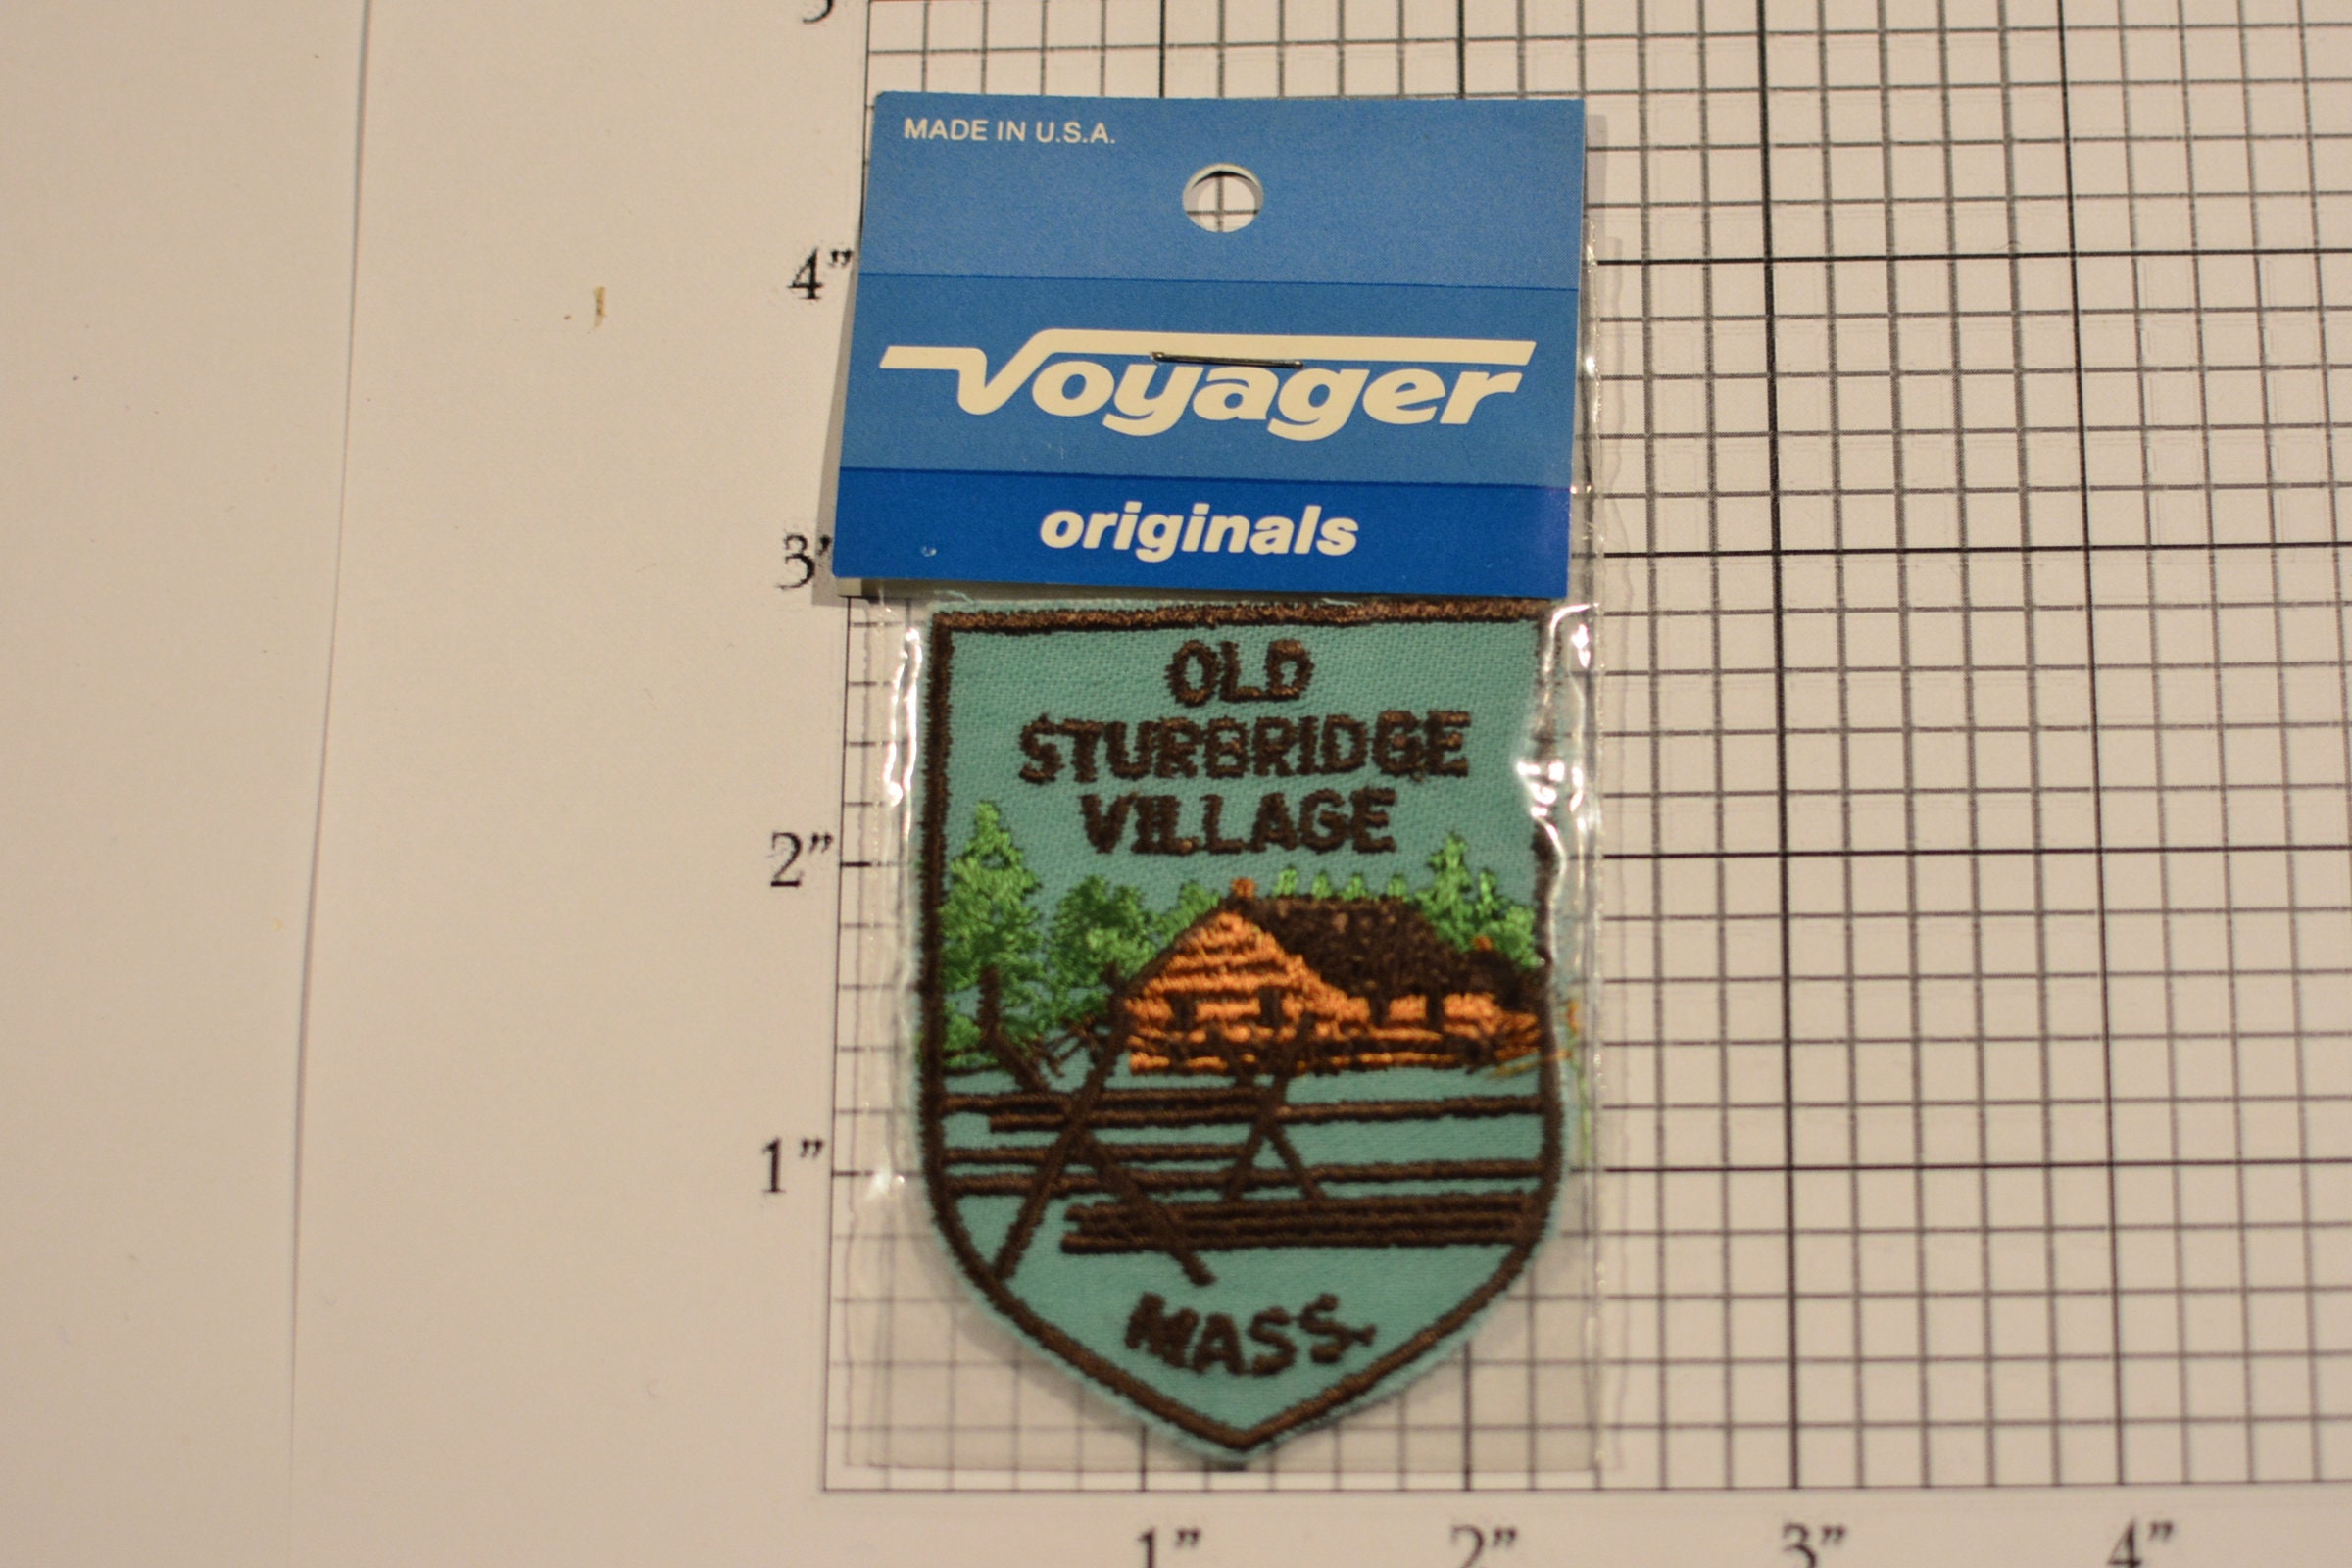 MADE IN U.S.A.
Voyager
originals
OLD
STURBRIDGE
VILLAGE
MASS.
4”
3”
2”
1”
1”
2”
3”
4”